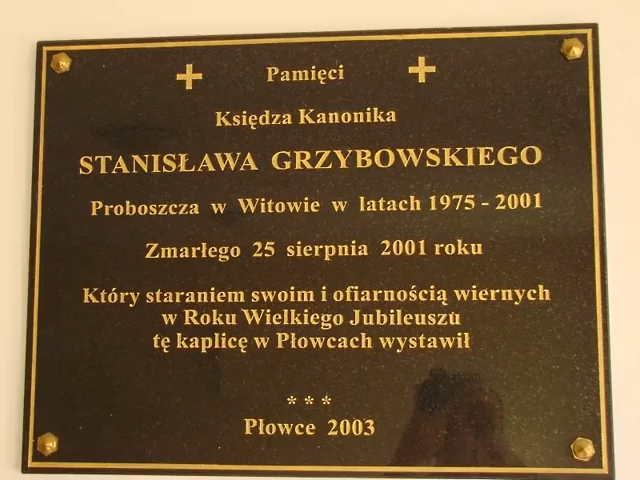 Pamięci
Księdza Kanonika
STANISŁAWA GRZYBOWSKIEGO
Proboszcza w Witowie w latach 1975 - 2001
Zmarłego 25 sierpnia 2001 roku
Który staraniem swoim i ofiarnością wiernych
w Roku Wielkiego Jubileuszu
tę kaplicę w Płowcach wystawił
* * *
Płowce 2003